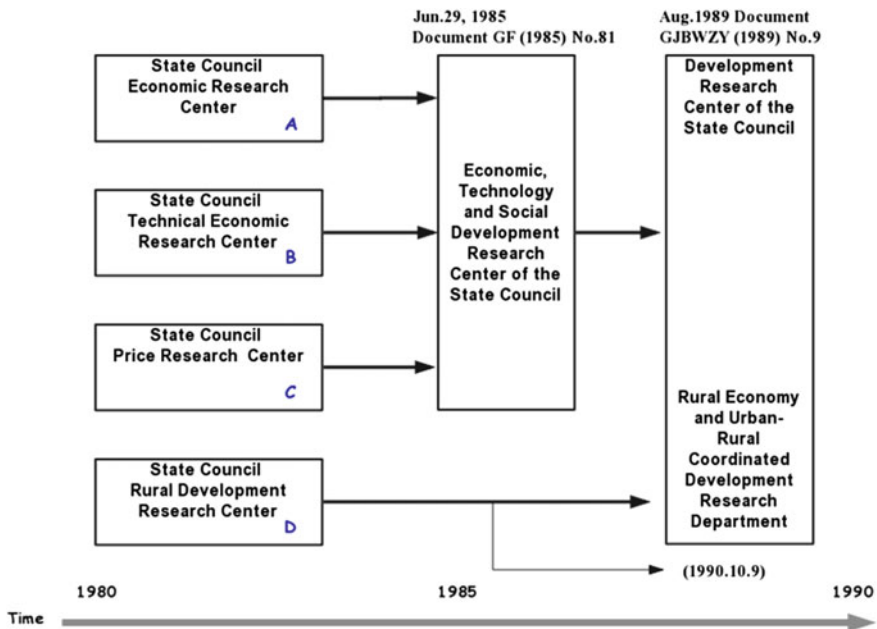 Jun.29, 1985
Document GF (1985) No.81
Aug.1989 Document
GJBWZY (1989) No.9
State Council
Economic Research
Center
A
State Council
Technical Economic
Research Center
B
State Council
Price Research Center
C
State Council
Rural Development
Research Center
D
Economic,
Technology
and Social
Development
Research
Center of the
State Council
Development
Research
Center of the
State Council
Rural Economy
and Urban-
Rural
Coordinated
Development
Research
Department
(1990.10.9)
1980
1985
1990
Time